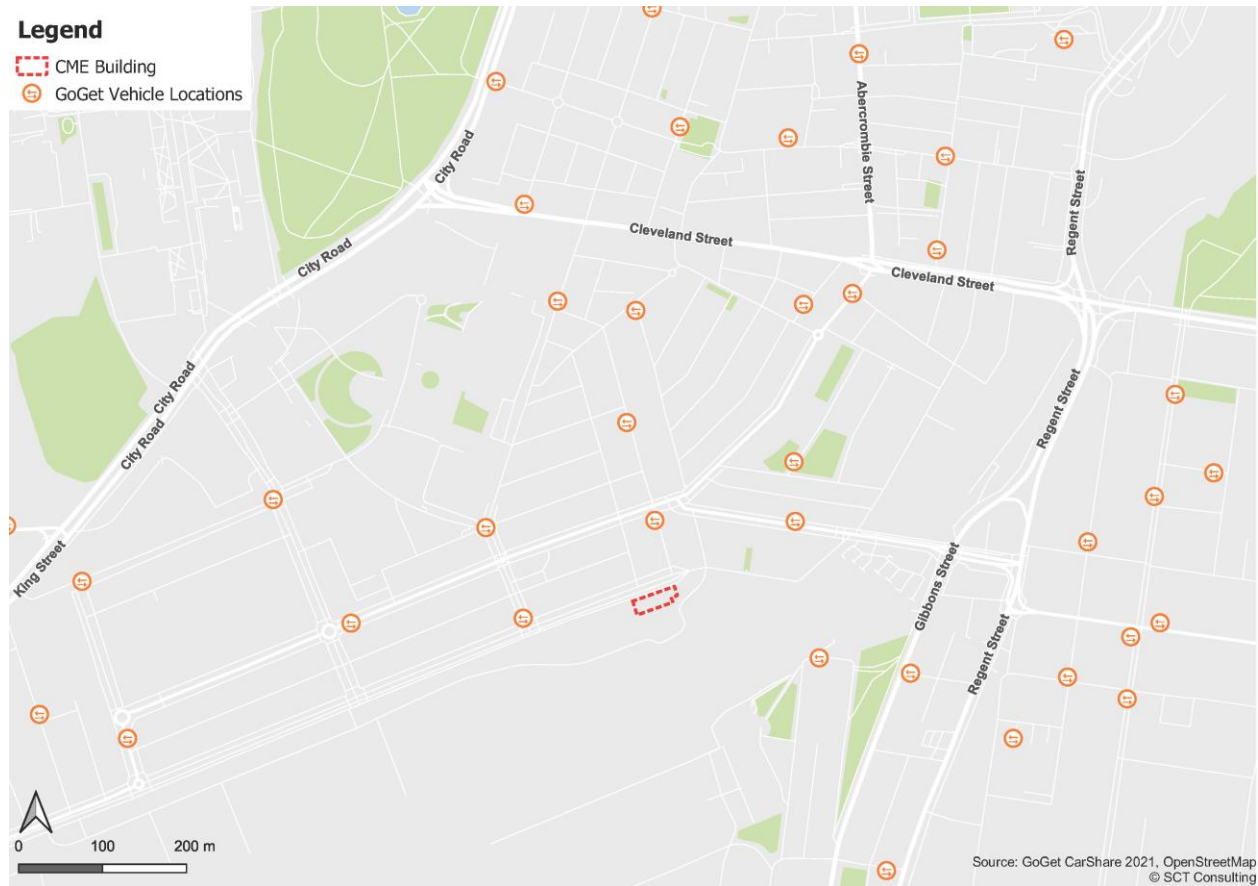 Legend
CME Building
GoGet Vehicle Locations
City Road
Abercrombie Street
Regent Street
Cleveland Street
City Road
Cleveland Street
City Road
City Road
Regent Street
King Street
Gibbons Street
Regent Street
0 100 200 m
Source: GoGet CarShare 2021, OpenStreetMap
© SCT Consulting